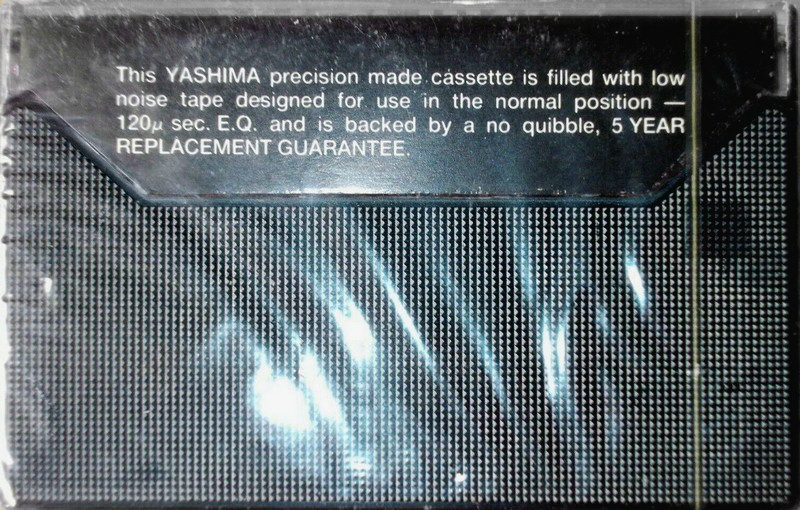 This YASHIMA precision made cassette is filled with low
noise tape designed for use in the normal position —
120μ sec. E.Q. and is backed by a no quibble, 5 YEAR
REPLACEMENT GUARANTEE.